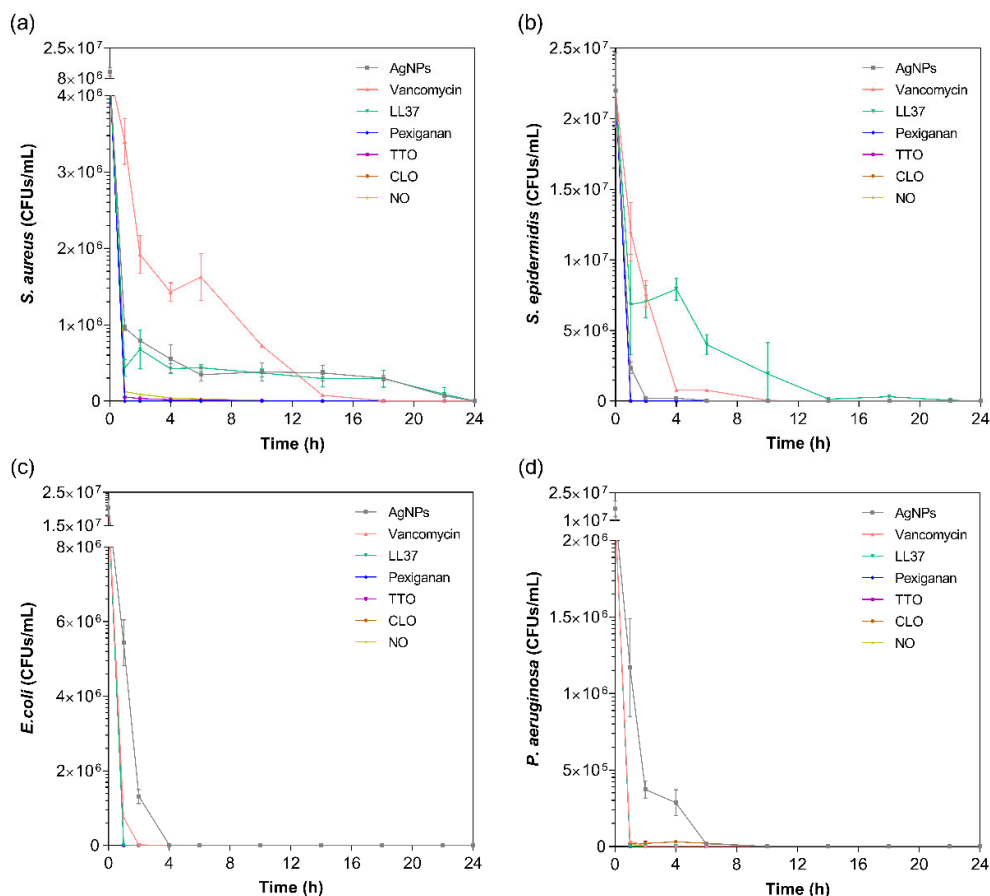 (a)
2.5×10⁷
8×10⁶
4×10⁶
3×10⁶
2×10⁶
1×10⁶
0
S. aureus (CFUs/mL)
0 4 8 12 16 20 24
Time (h)
AgNPs
Vancomycin
LL37
Pexiganan
TTO
CLO
NO
(b)
2.5×10⁷
2×10⁷
1.5×10⁷
1×10⁷
5×10⁶
0
S. epidermidis (CFUs/mL)
0 4 8 12 16 20 24
Time (h)
AgNPs
Vancomycin
LL37
Pexiganan
TTO
CLO
NO
(c)
2.5×10⁷
1.5×10⁷
8×10⁶
6×10⁶
4×10⁶
2×10⁶
0
E.coli (CFUs/mL)
0 4 8 12 16 20 24
Time (h)
AgNPs
Vancomycin
LL37
Pexiganan
TTO
CLO
NO
(d)
2.5×10⁷
1×10⁷
2×10⁶
1.5×10⁶
1×10⁶
5×10⁵
0
P. aeruginosa (CFUs/mL)
0 4 8 12 16 20 24
Time (h)
AgNPs
Vancomycin
LL37
Pexiganan
TTO
CLO
NO